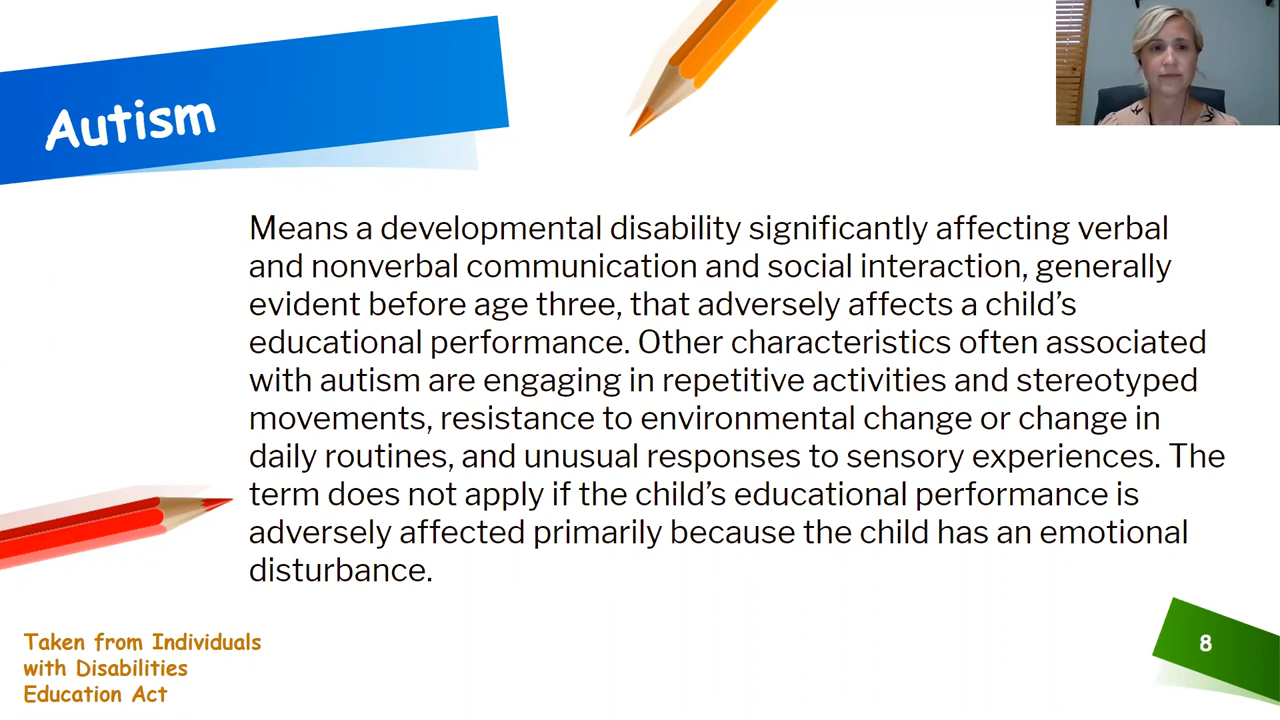 Autism
Means a developmental disability significantly affecting verbal
and nonverbal communication and social interaction, generally
evident before age three, that adversely affects a child’s
educational performance. Other characteristics often associated
with autism are engaging in repetitive activities and stereotyped
movements, resistance to environmental change or change in
daily routines, and unusual responses to sensory experiences. The
term does not apply if the child’s educational performance is
adversely affected primarily because the child has an emotional
disturbance.
Taken from Individuals
with Disabilities
Education Act
8